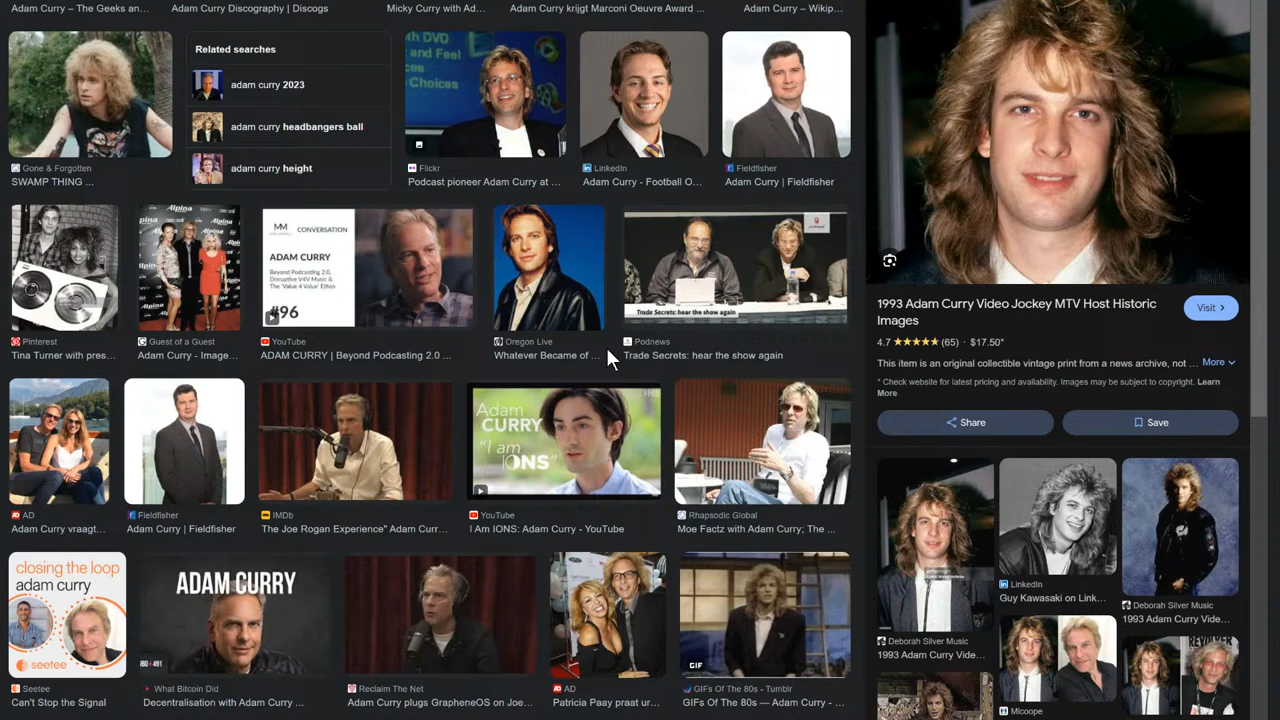 Adam Curry – The Geeks an...
Adam Curry Discography | Discogs
Micky Curry with Ad...
Adam Curry krijgt Marconi Oeuvre Award ...
Adam Curry – Wikip...
Related searches
adam curry 2023
adam curry headbangers ball
adam curry height
DVD
and Feel
Choices
Gone & Forgotten
SWAMP THING ...
Flickr
Podcast pioneer Adam Curry at ...
LinkedIn
Adam Curry - Football O...
Fieldfisher
Adam Curry | Fieldfisher
Alpina
MM
CONVERSATION
ADAM CURRY
Beyond Podcasting 2.0,
Disruptive V4V Music &
The 'Value 4 Value' Ethos
#96
Trade Secrets: hear the show again
Pinterest
Tina Turner with pres...
Guest of a Guest
Adam Curry - Image...
YouTube
ADAM CURRY | Beyond Podcasting 2.0 ...
Oregon Live
Whatever Became of ...
Podnews
Trade Secrets: hear the show again
Adam
CURRY
"I am
IONS"
AD
Adam Curry vraagt...
Fieldfisher
Adam Curry | Fieldfisher
IMDb
The Joe Rogan Experience" Adam Curr...
YouTube
I Am IONS: Adam Curry - YouTube
Rhapsodic Global
Moe Factz with Adam Curry; The ...
closing the loop
adam curry
seetee
ADAM CURRY
GIF
Seetee
Can't Stop the Signal
What Bitcoin Did
Decentralisation with Adam Curry ...
Reclaim The Net
Adam Curry plugs GrapheneOS on Joe...
AD
Patricia Paay praat ur...
GIFs Of The 80s - Tumblr
GIFs Of The 80s — Adam Curry - ...
1993 Adam Curry Video Jockey MTV Host Historic
Images
Visit
4.7 (65) · $17.50*
This item is an original collectible vintage print from a news archive, not ... More
* Check website for latest pricing and availability. Images may be subject to copyright. Learn
More
Share
Save
LinkedIn
Guy Kawasaki on Link...
Deborah Silver Music
1993 Adam Curry Vide...
Deborah Silver Music
1993 Adam Curry Vide...
REVOLVER
Micoope